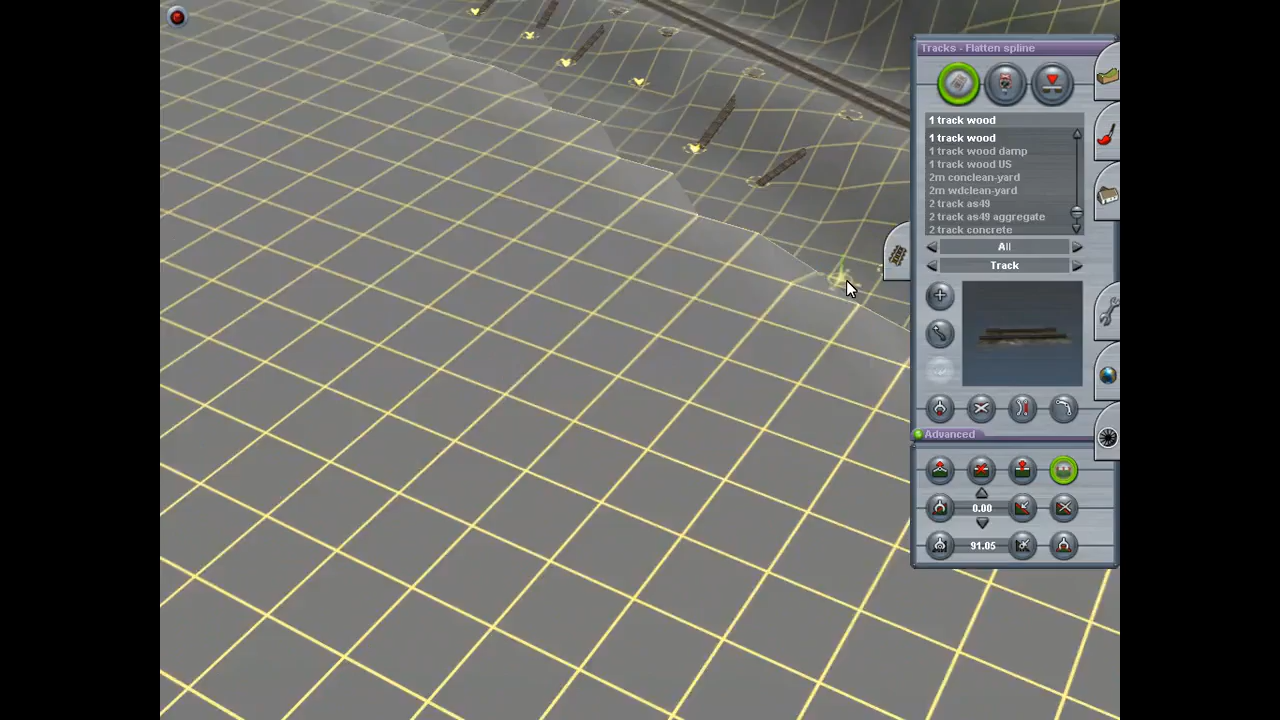 Tracks - Flatten spline
1 track wood
1 track wood
1 track wood damp
1 track wood US
2m conclean-yard
2m wdclean-yard
2 track as49
2 track as49 aggregate
2 track concrete
All
Track
Advanced
0.00
91.05